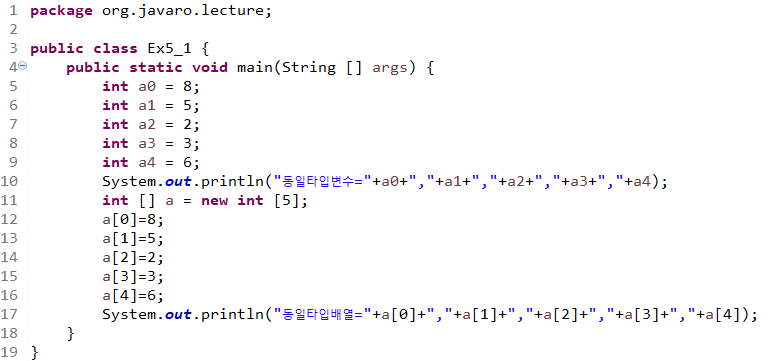 1 package org.javaro.lecture;
2
3 public class Ex5_1 {
4     public static void main(String [] args) {
5         int a0 = 8;
6         int a1 = 5;
7         int a2 = 2;
8         int a3 = 3;
9         int a4 = 6;
10         System.out.println("동일타입변수="+a0+","+a1+","+a2+","+a3+","+a4);
11         int [] a = new int [5];
12         a[0]=8;
13         a[1]=5;
14         a[2]=2;
15         a[3]=3;
16         a[4]=6;
17         System.out.println("동일타입배열="+a[0]+","+a[1]+","+a[2]+","+a[3]+","+a[4]);
18     }
19 }